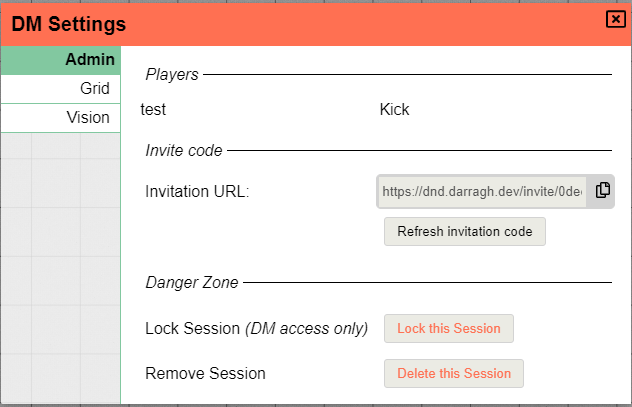 DM Settings
Admin
Grid
Vision
Players
test Kick
Invite code
Invitation URL: https://dnd.darragh.dev/invite/0de
Refresh invitation code
Danger Zone
Lock Session (DM access only) Lock this Session
Remove Session Delete this Session